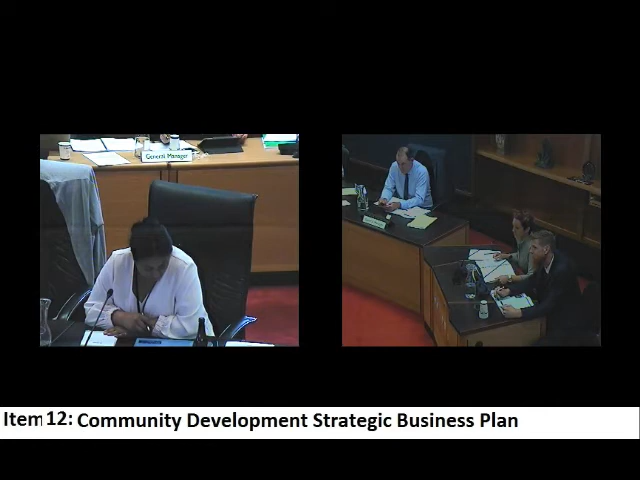 General Manager
Item 12: Community Development Strategic Business Plan